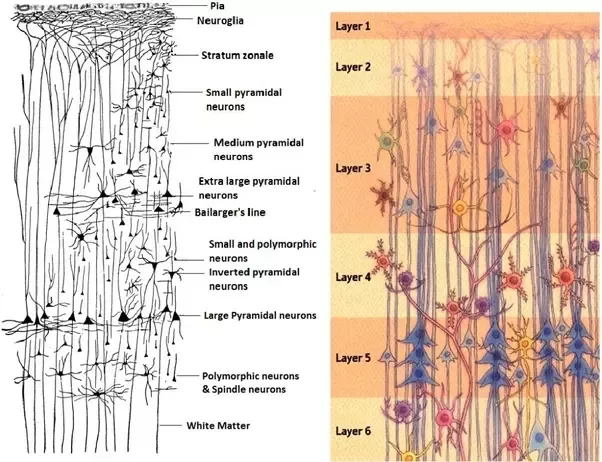 Pia
Neuroglia
Stratum zonale
Small pyramidal
neurons
Medium pyramidal
neurons
Extra large pyramidal
neurons
Bailarger's line
Small and polymorphic
neurons
Inverted pyramidal
neurons
Large Pyramidal neurons
Polymorphic neurons
& Spindle neurons
White Matter
Layer 1
Layer 2
Layer 3
Layer 4
Layer 5
Layer 6